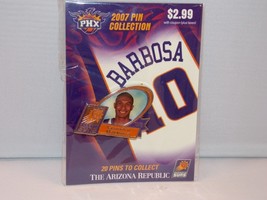 PHX
2007 PIN
COLLECTION
$2.99
BARBOSA
10
20 PINS TO COLLECT
THE ARIZONA REPUBLIC